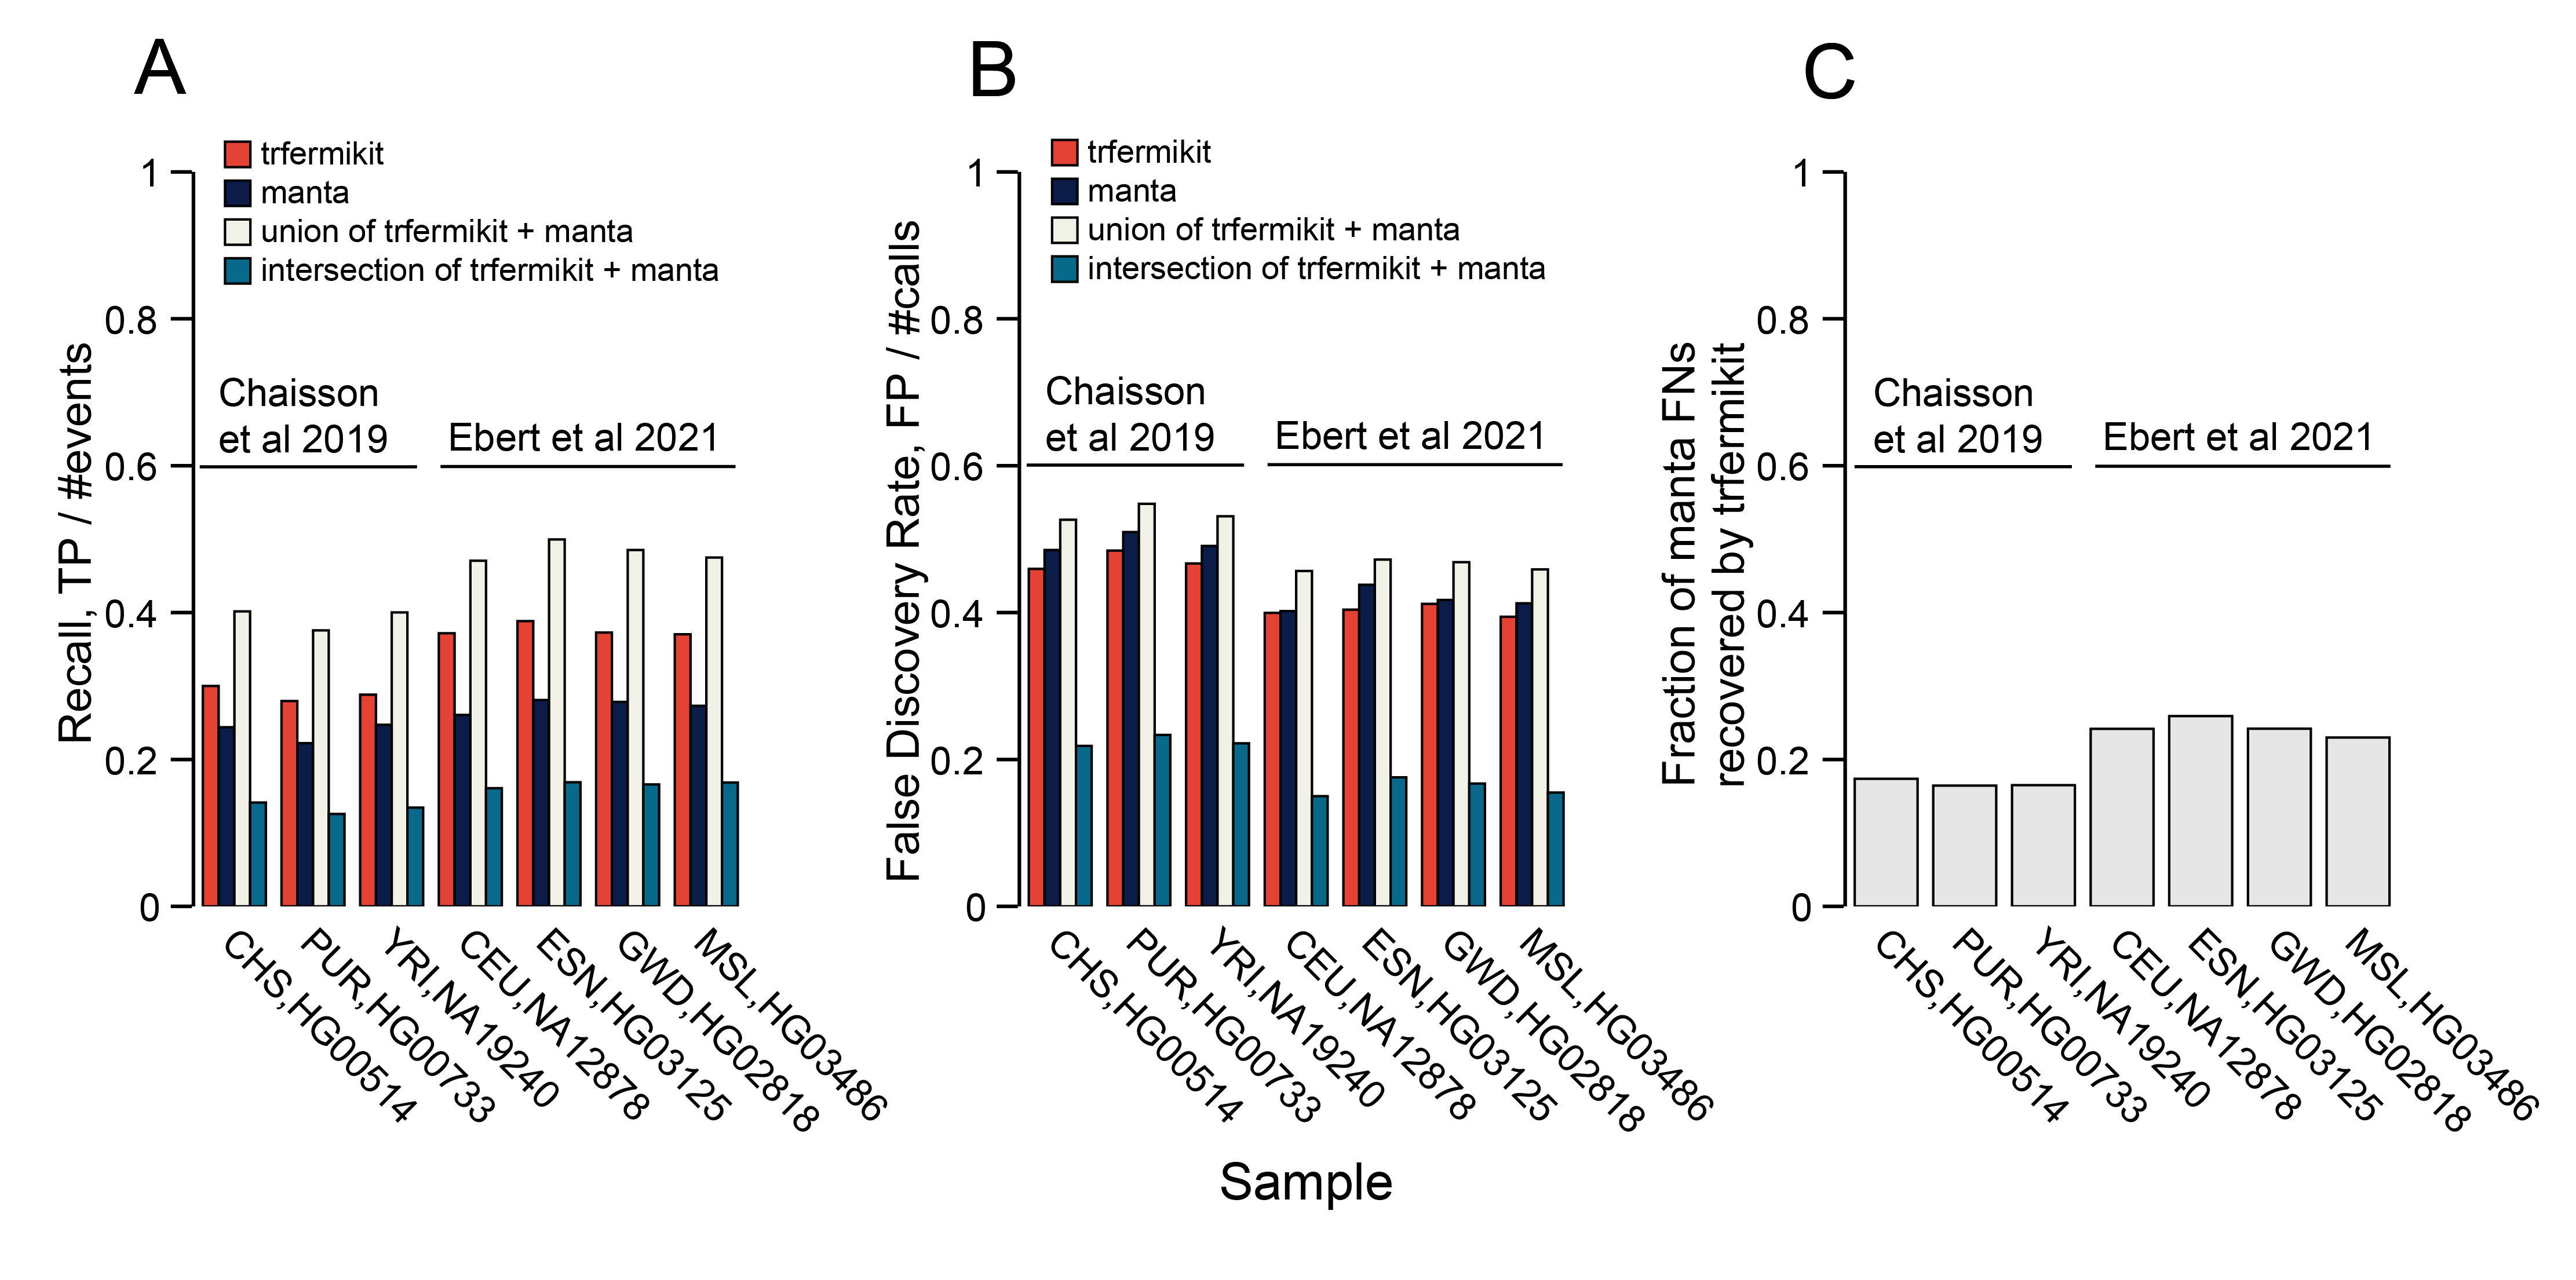 A
trfermikit
manta
union of trfermikit + manta
intersection of trfermikit + manta
Recall, TP / #events
1
0.8
0.6
0.4
0.2
0
Chaisson
et al 2019
Ebert et al 2021
CHS,HG00514
PUR,HG00733
YRI,NA19240
CEU,NA12878
ESN,HG03125
GWD,HG02818
MSL,HG03486
B
trfermikit
manta
union of trfermikit + manta
intersection of trfermikit + manta
False Discovery Rate, FP / #calls
1
0.8
0.6
0.4
0.2
0
Chaisson
et al 2019
Ebert et al 2021
CHS,HG00514
PUR,HG00733
YRI,NA19240
CEU,NA12878
ESN,HG03125
GWD,HG02818
MSL,HG03486
Sample
C
Fraction of manta FNs
recovered by trfermikit
1
0.8
0.6
0.4
0.2
0
Chaisson
et al 2019
Ebert et al 2021
CHS,HG00514
PUR,HG00733
YRI,NA19240
CEU,NA12878
ESN,HG03125
GWD,HG02818
MSL,HG03486